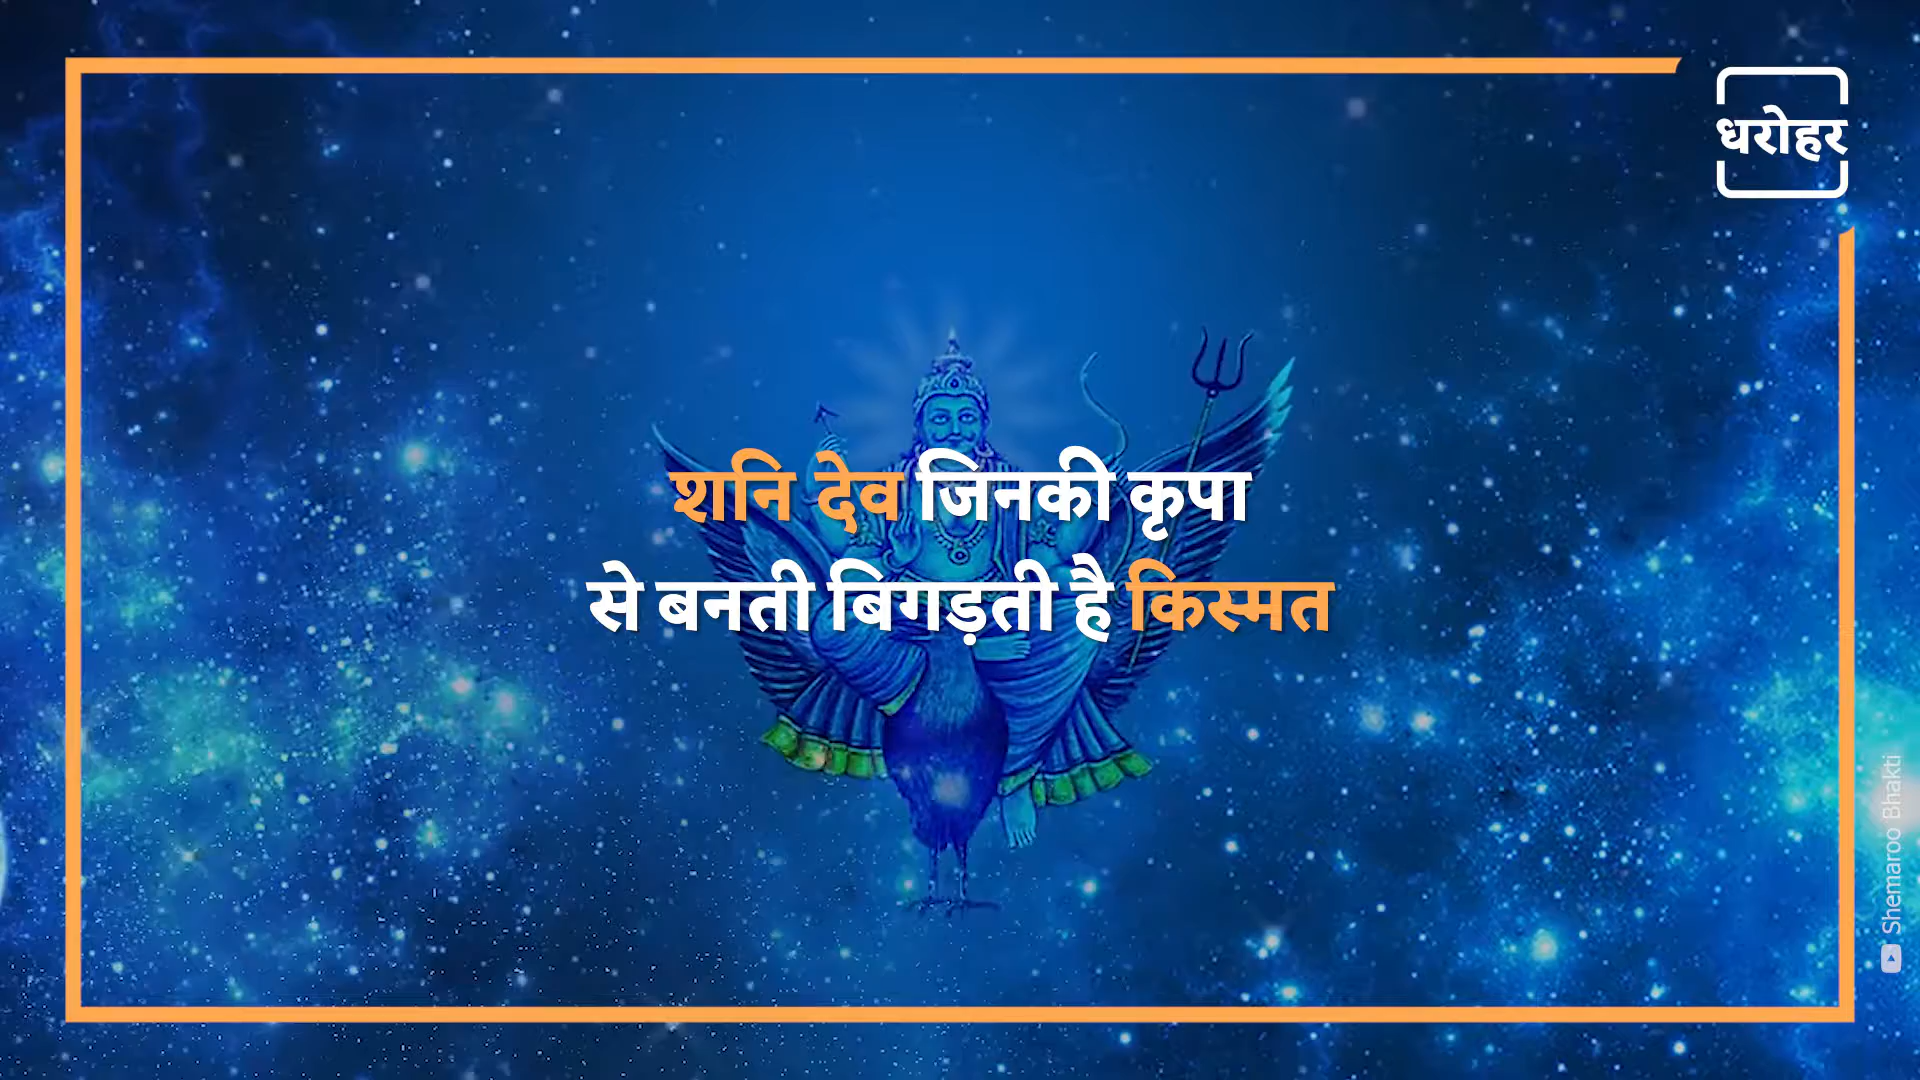 धरोहर
शनि देव जिनकी कृपा
से बनती बिगड़ती है किस्मत
Shemaroo Bhakti